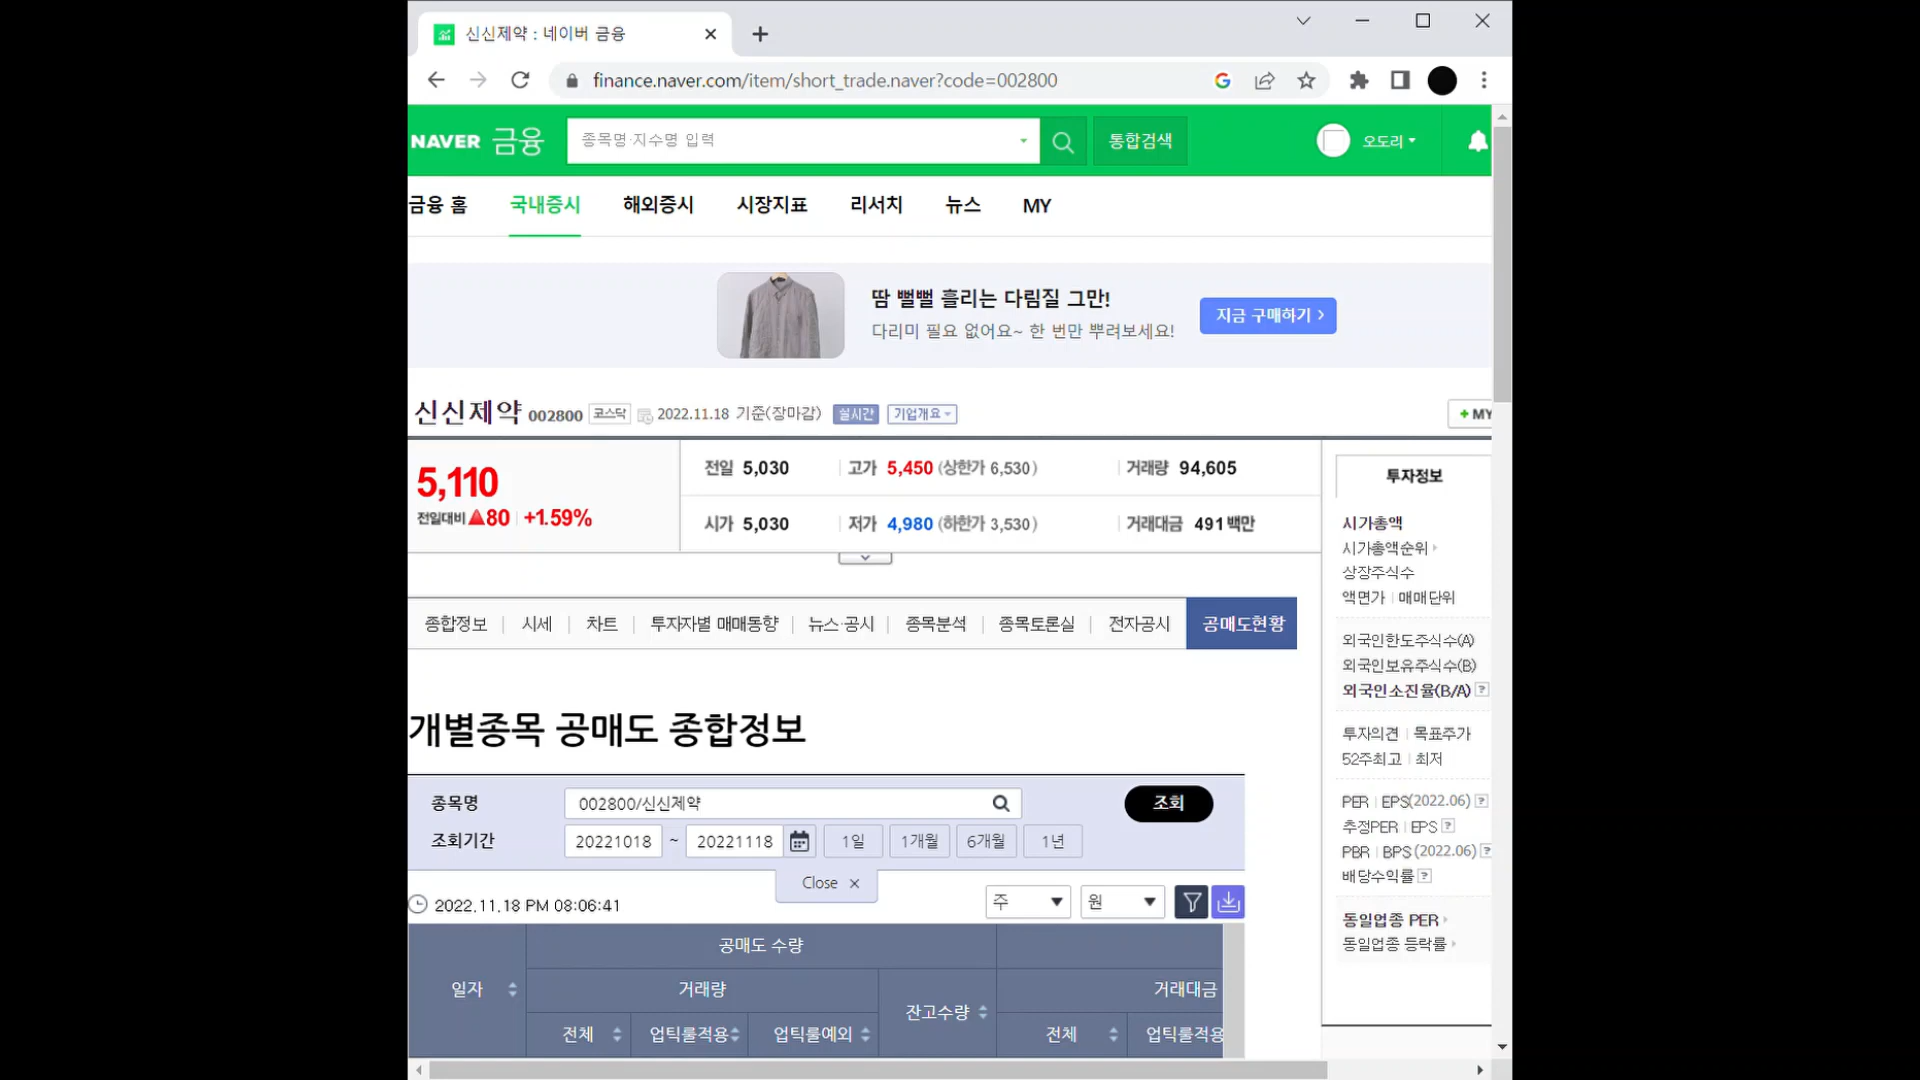 신신제약 : 네이버 금융
finance.naver.com/item/short_trade.naver?code=002800
NAVER 금융 종목명·지수명 입력 통합검색 오도리
금융 홈 국내증시 해외증시 시장지표 리서치 뉴스 MY
땀 뻘뻘 흘리는 다림질 그만!
다리미 필요 없어요~ 한 번만 뿌려보세요!
지금 구매하기 >
신신제약 002800 코스닥 2022.11.18 기준(장마감) 실시간 기업개요
+ MY
5,110
전일대비 ▲80 +1.59%
전일 5,030 고가 5,450 (상한가 6,530) 거래량 94,605
시가 5,030 저가 4,980 (하한가 3,530) 거래대금 491 백만
종합정보 시세 차트 투자자별 매매동향 뉴스·공시 종목분석 종목토론실 전자공시 공매도현황
개별종목 공매도 종합정보
종목명 002800/신신제약 조회
조회기간 20221018 ~ 20221118 1일 1개월 6개월 1년
Close ×
2022.11.18 PM 08:06:41 주 ▼ 원 ▼
공매도 수량
일자 거래량 잔고수량 거래대금
전체 업틱룰적용 업틱룰예외 전체 업틱룰적용
투자정보
시가총액
시가총액순위
상장주식수
액면가 매매단위
외국인한도주식수(A)
외국인보유주식수(B)
외국인소진율(B/A) ?
투자의견 목표주가
52주최고 최저
PER EPS(2022.06) ?
추정PER EPS ?
PBR BPS(2022.06) ?
배당수익률 ?
동일업종 PER
동일업종 등락률